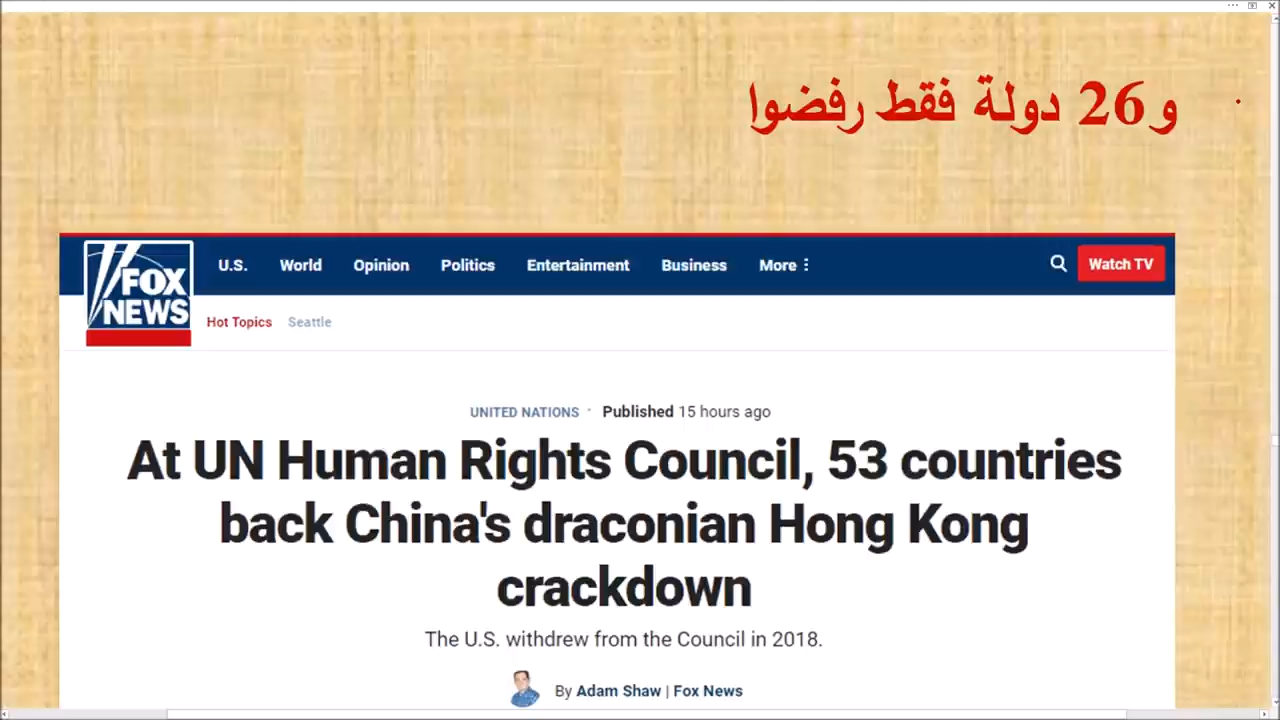 و26 دولة فقط رفضوا
FOX
NEWS
U.S. World Opinion Politics Entertainment Business More Watch TV
Hot Topics Seattle
UNITED NATIONS · Published 15 hours ago
At UN Human Rights Council, 53 countries
back China's draconian Hong Kong
crackdown
The U.S. withdrew from the Council in 2018.
By Adam Shaw | Fox News